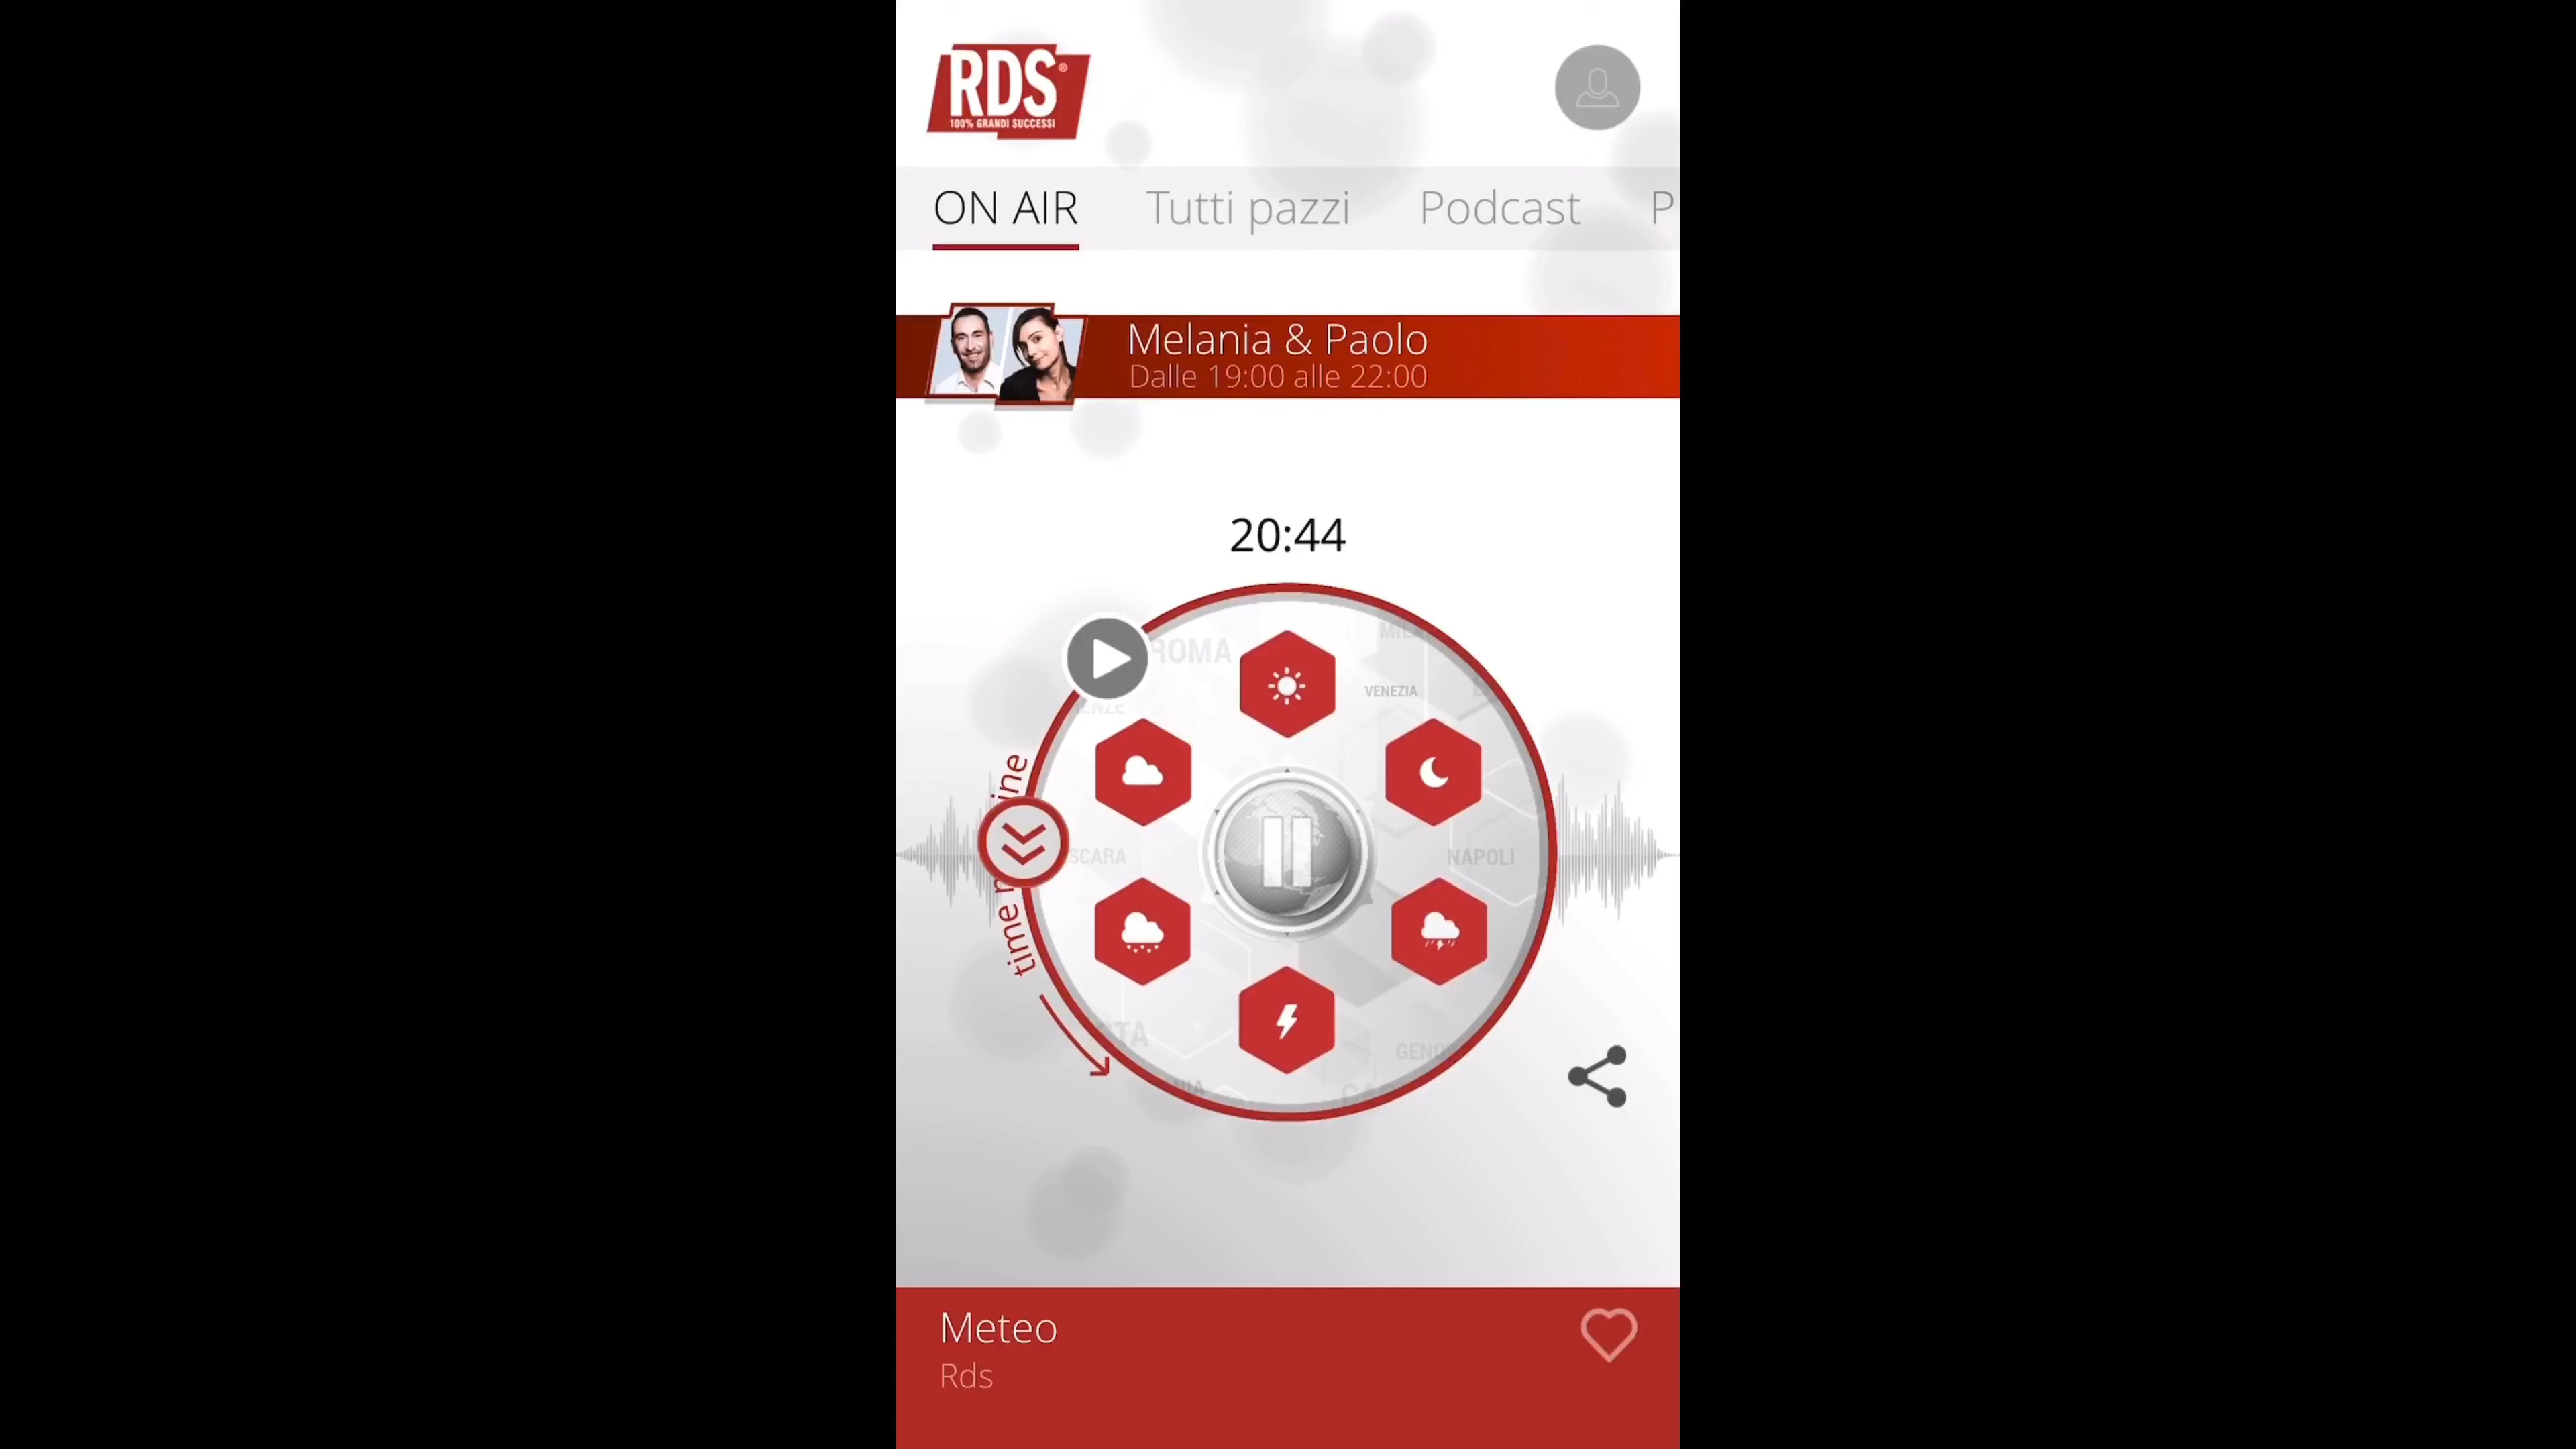 RDS®
100% GRANDI SUCCESSI
ON AIR Tutti pazzi Podcast P
Melania & Paolo
Dalle 19:00 alle 22:00
20:44
ROMA
VENEZIA
NAPOLI
time
Meteo
Rds